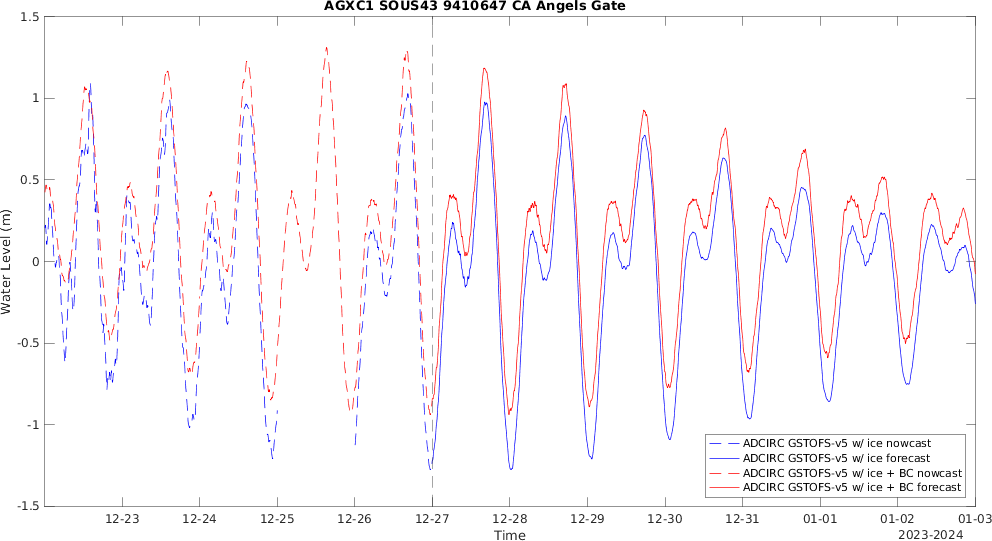 AGXC1 SOUS43 9410647 CA Angels Gate
1.5
1
0.5
0
-0.5
-1
-1.5
Water Level (m)
ADCIRC GSTOFS-v5 w/ ice nowcast
ADCIRC GSTOFS-v5 w/ ice forecast
ADCIRC GSTOFS-v5 w/ ice + BC nowcast
ADCIRC GSTOFS-v5 w/ ice + BC forecast
12-23 12-24 12-25 12-26 12-27 12-28 12-29 12-30 12-31 01-01 01-02 01-03
Time
2023-2024